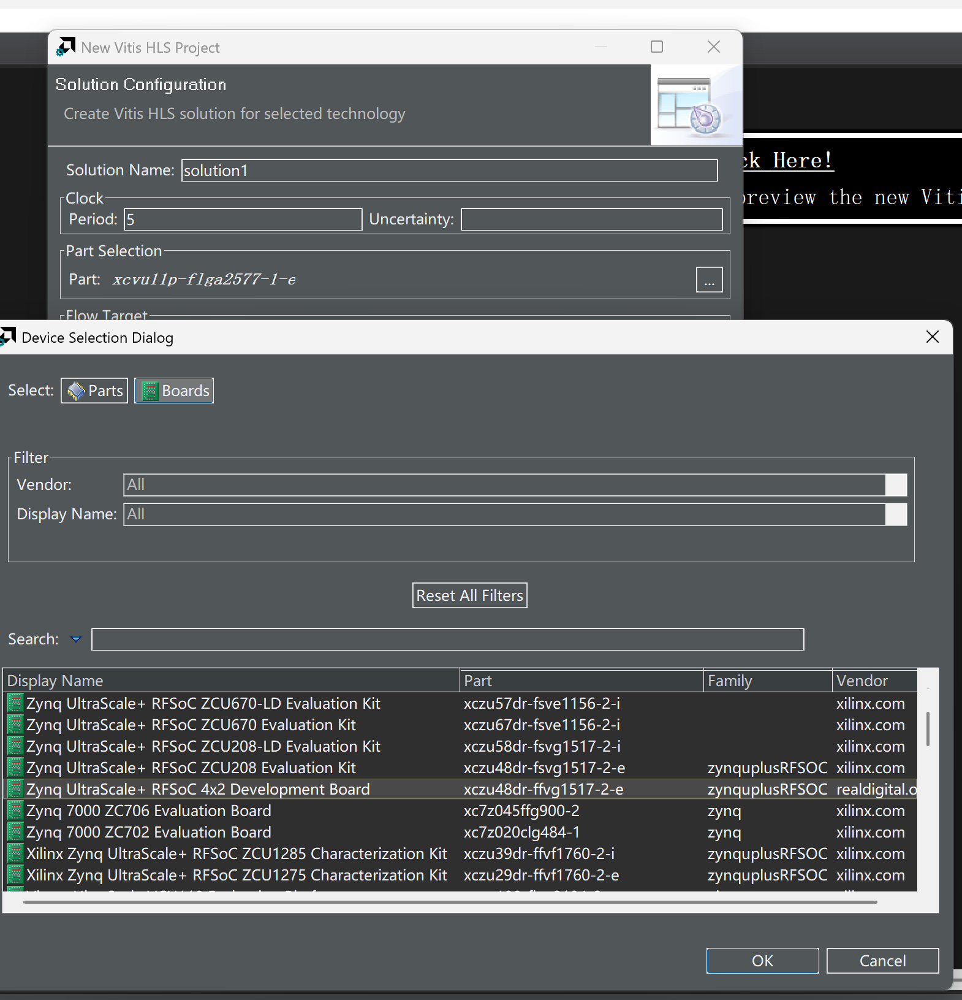 New Vitis HLS Project
Solution Configuration
Create Vitis HLS solution for selected technology
Solution Name: solution1
Clock
Period: 5 Uncertainty:
Part Selection
Part: xcvu11p-flga2577-1-e ...
Flow Target
ck Here!
preview the new Viti
Device Selection Dialog
Select: Parts Boards
Filter
Vendor: All
Display Name: All
Reset All Filters
Search:
Display Name Part Family Vendor
Zynq UltraScale+ RFSoC ZCU670-LD Evaluation Kit xczu57dr-fsve1156-2-i xilinx.com
Zynq UltraScale+ RFSoC ZCU670 Evaluation Kit xczu67dr-fsve1156-2-i xilinx.com
Zynq UltraScale+ RFSoC ZCU208-LD Evaluation Kit xczu58dr-fsvg1517-2-i xilinx.com
Zynq UltraScale+ RFSoC ZCU208 Evaluation Kit xczu48dr-fsvg1517-2-e zynquplusRFSOC xilinx.com
Zynq UltraScale+ RFSoC 4x2 Development Board xczu48dr-ffvg1517-2-e zynquplusRFSOC realdigital.o
Zynq 7000 ZC706 Evaluation Board xc7z045ffg900-2 zynq xilinx.com
Zynq 7000 ZC702 Evaluation Board xc7z020clg484-1 zynq xilinx.com
Xilinx Zynq UltraScale+ RFSoC ZCU1285 Characterization Kit xczu39dr-ffvf1760-2-i zynquplusRFSOC xilinx.com
Xilinx Zynq UltraScale+ RFSoC ZCU1275 Characterization Kit xczu29dr-ffvf1760-2-e zynquplusRFSOC xilinx.com
OK Cancel